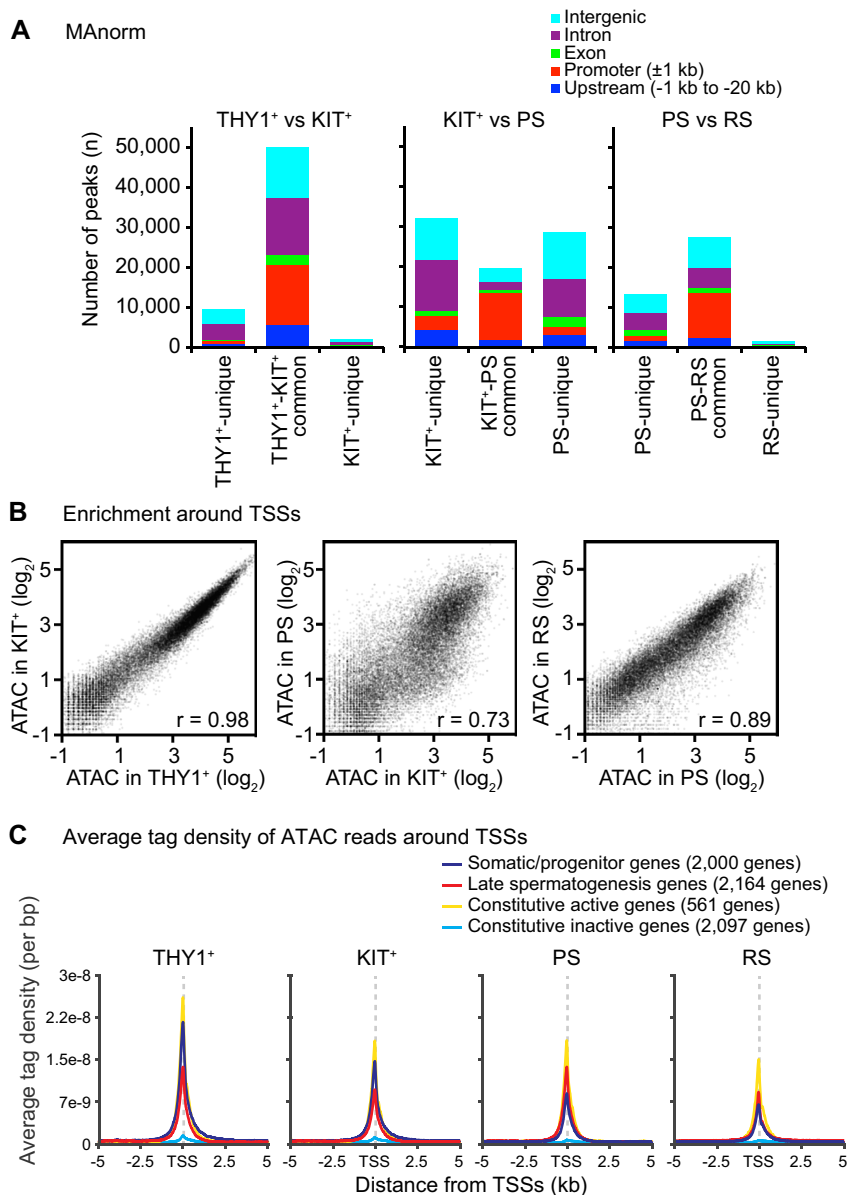 A MAnorm
Intergenic
Intron
Exon
Promoter (±1 kb)
Upstream (-1 kb to -20 kb)
THY1⁺ vs KIT⁺
KIT⁺ vs PS
PS vs RS
Number of peaks (n)
50,000
40,000
30,000
20,000
10,000
0
THY1⁺-unique
THY1⁺-KIT⁺
common
KIT⁺-unique
KIT⁺-unique
KIT⁺-PS
common
PS-unique
PS-unique
PS-RS
common
RS-unique
B Enrichment around TSSs
ATAC in KIT⁺ (log₂)
5
3
1
-1
r = 0.98
-1 1 3 5
ATAC in THY1⁺ (log₂)
ATAC in PS (log₂)
5
3
1
-1
r = 0.73
-1 1 3 5
ATAC in KIT⁺ (log₂)
ATAC in RS (log₂)
5
3
1
-1
r = 0.89
-1 1 3 5
ATAC in PS (log₂)
C Average tag density of ATAC reads around TSSs
Somatic/progenitor genes (2,000 genes)
Late spermatogenesis genes (2,164 genes)
Constitutive active genes (561 genes)
Constitutive inactive genes (2,097 genes)
Average tag density (per bp)
THY1⁺
KIT⁺
PS
RS
3e-8
2.2e-8
1.5e-8
7e-9
0
-5 -2.5 TSS 2.5 5
-5 -2.5 TSS 2.5 5
-5 -2.5 TSS 2.5 5
-5 -2.5 TSS 2.5 5
Distance from TSSs (kb)